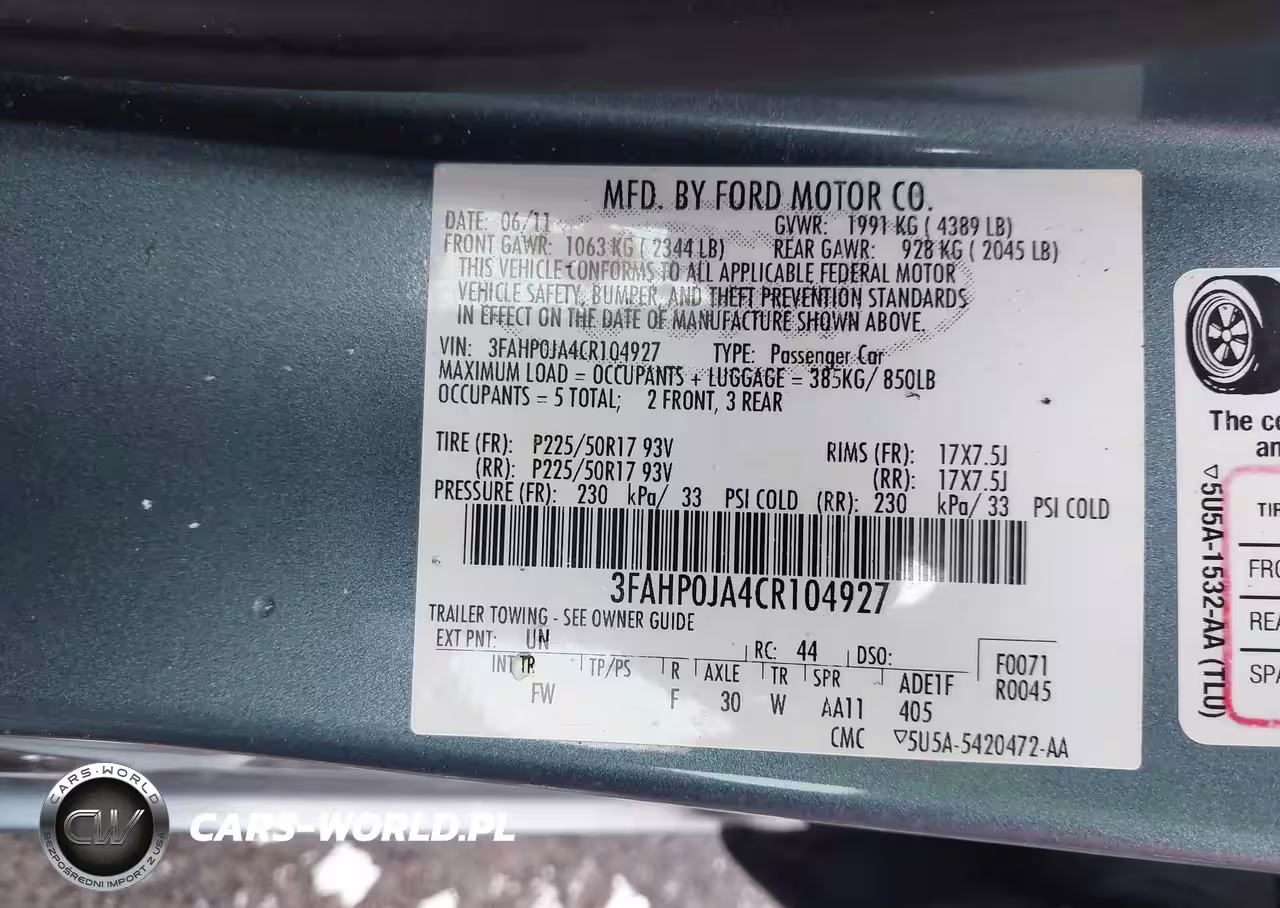 MFD. BY FORD MOTOR CO.
DATE: 06/11 GVWR: 1991 KG ( 4389 LB)
FRONT GAWR: 1063 KG ( 2344 LB) REAR GAWR: 928 KG ( 2045 LB)
THIS VEHICLE CONFORMS TO ALL APPLICABLE FEDERAL MOTOR
VEHICLE SAFETY, BUMPER, AND THEFT PREVENTION STANDARDS
IN EFFECT ON THE DATE OF MANUFACTURE SHOWN ABOVE.
VIN: 3FAHP0JA4CR104927 TYPE: Passenger Car
MAXIMUM LOAD = OCCUPANTS + LUGGAGE = 385KG/ 850LB
OCCUPANTS = 5 TOTAL; 2 FRONT, 3 REAR
TIRE (FR): P225/50R17 93V RIMS (FR): 17X7.5J
(RR): P225/50R17 93V (RR): 17X7.5J
PRESSURE (FR): 230 kPa/ 33 PSI COLD (RR): 230 kPa/ 33 PSI COLD
3FAHP0JA4CR104927
TRAILER TOWING - SEE OWNER GUIDE
EXT PNT: UN RC: 44 DSO: F0071
INT TR TP/PS R AXLE TR SPR ADE1F R0045
FW F 30 W AA11 405
CMC ▽5U5A-5420472-AA
The co
an
▽5U5A-1532-AA (TLU)
TIR
FRO
REA
SPA
CARS-WORLD
CW
BEZPOŚREDNI IMPORT Z USA
CARS-WORLD.PL